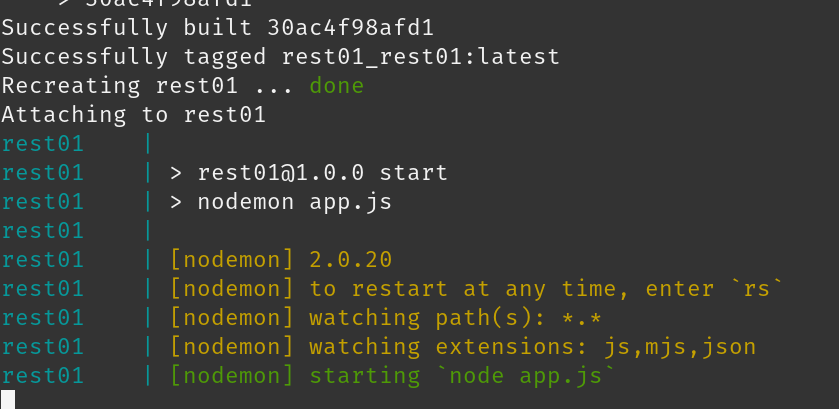 > 30ac4f98afd1
Successfully built 30ac4f98afd1
Successfully tagged rest01_rest01:latest
Recreating rest01 ... done
Attaching to rest01
rest01    |
rest01    | > rest01@1.0.0 start
rest01    | > nodemon app.js
rest01    |
rest01    | [nodemon] 2.0.20
rest01    | [nodemon] to restart at any time, enter `rs`
rest01    | [nodemon] watching path(s): *.*
rest01    | [nodemon] watching extensions: js,mjs,json
rest01    | [nodemon] starting `node app.js`